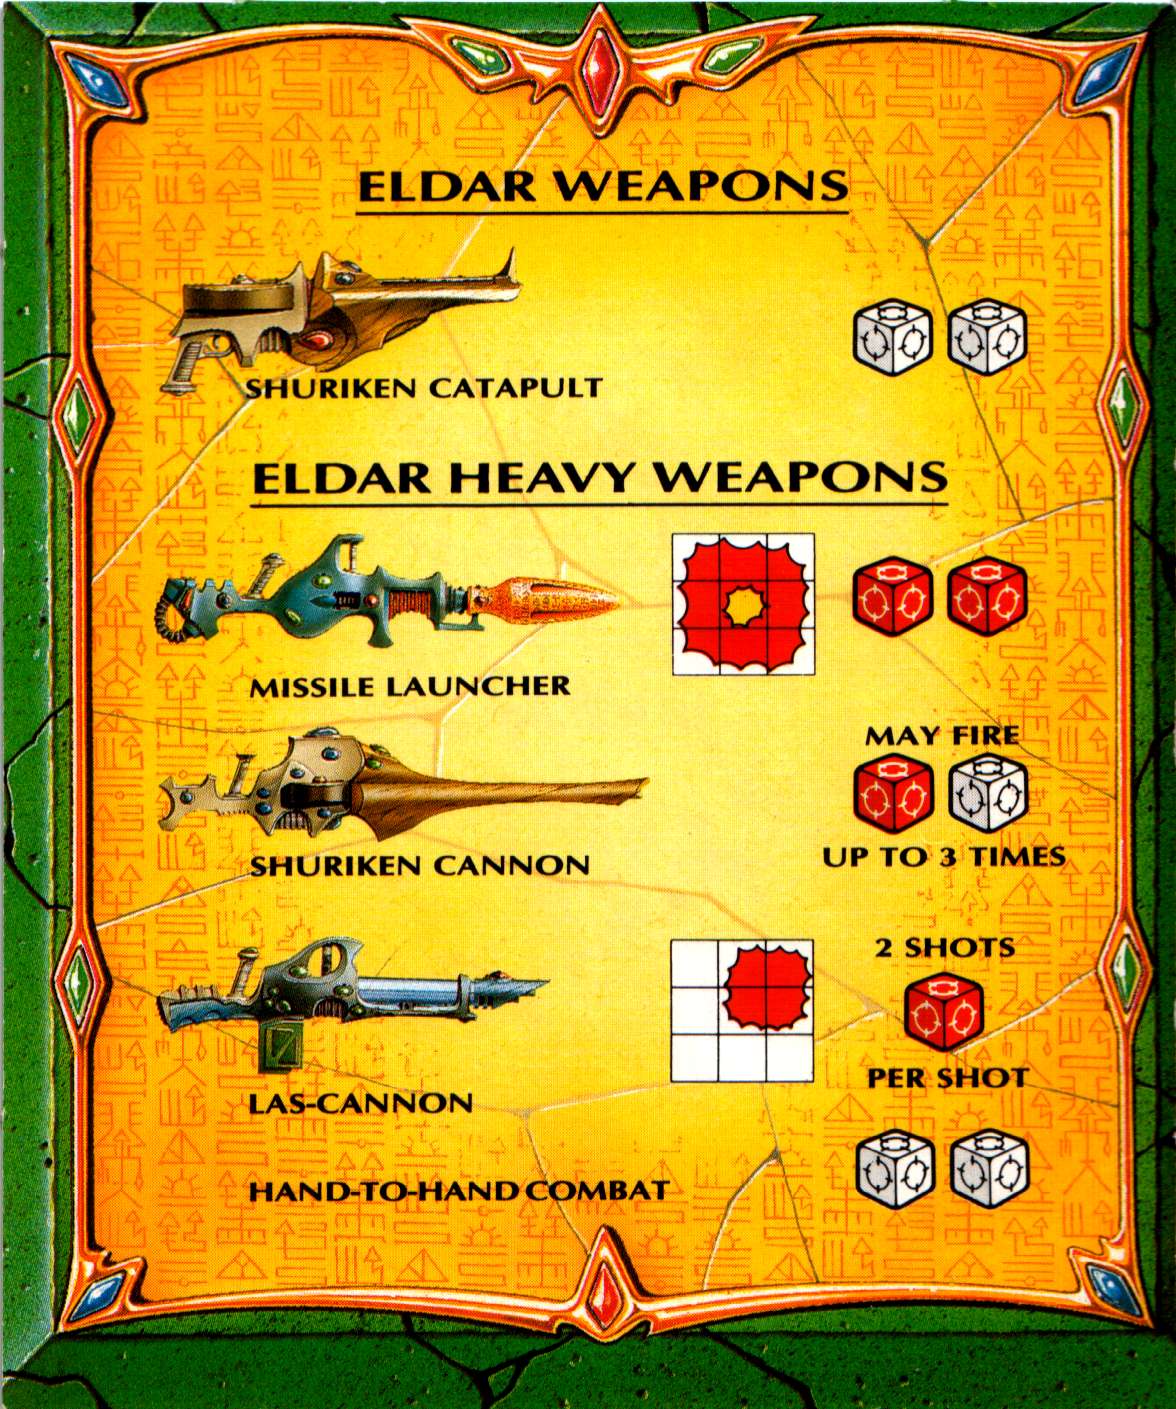 ELDAR WEAPONS
SHURIKEN CATAPULT
ELDAR HEAVY WEAPONS
MISSILE LAUNCHER
MAY FIRE
UP TO 3 TIMES
SHURIKEN CANNON
2 SHOTS
PER SHOT
LAS-CANNON
HAND-TO-HAND COMBAT